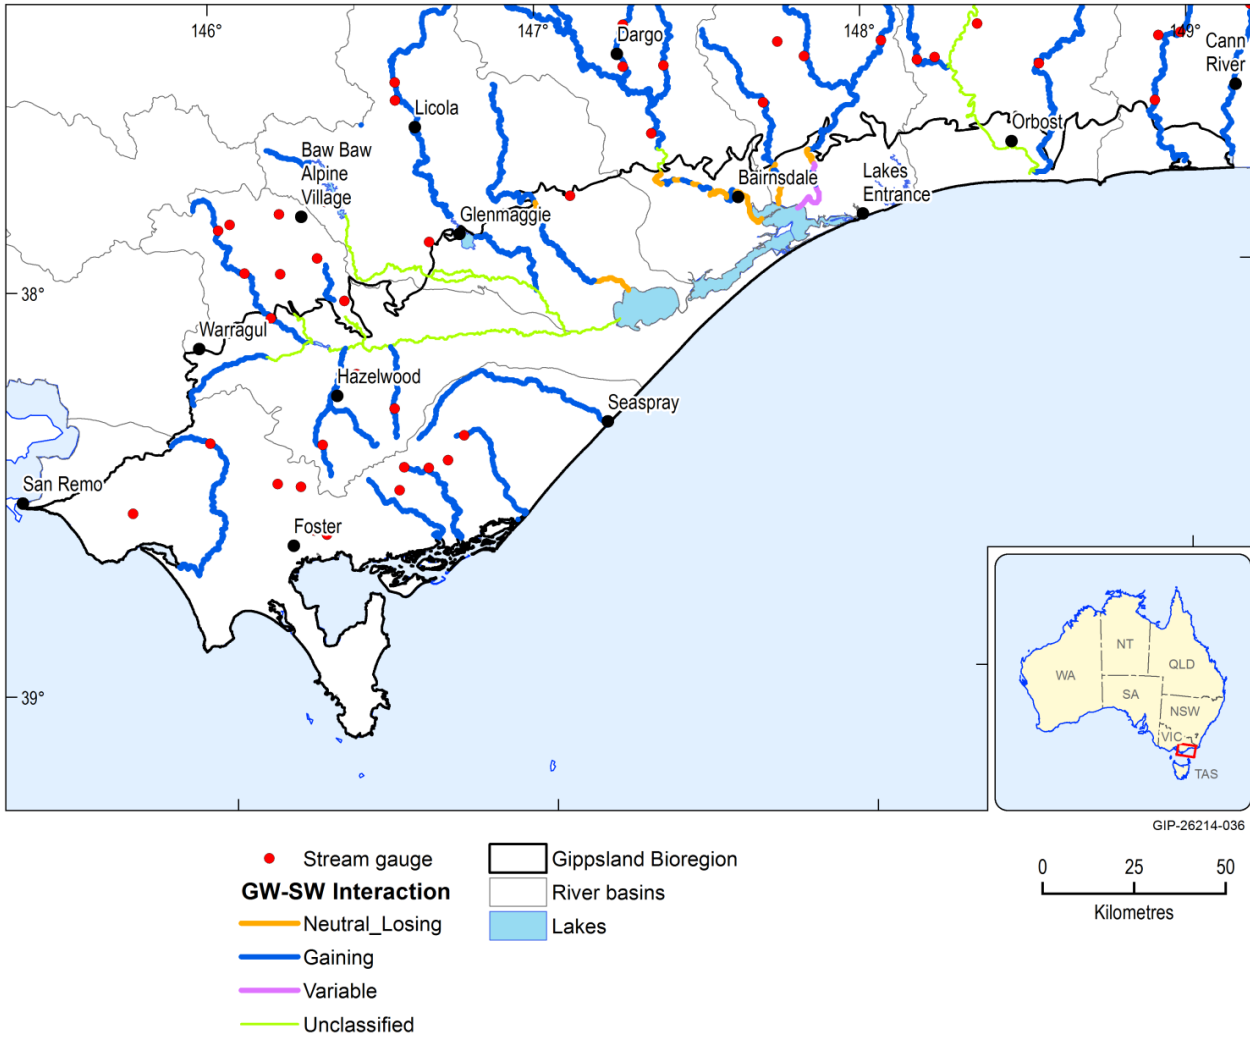 146°
147°
148°
149°
Dargo
Cann
River
Licola
Orbost
Baw Baw
Alpine
Village
Bairnsdale
Lakes
Entrance
Glenmaggie
38°
Warragul
Hazelwood
Seaspray
San Remo
Foster
39°
NT
WA
QLD
SA
NSW
VIC
TAS
GIP-26214-036
Stream gauge
GW-SW Interaction
Neutral_Losing
Gaining
Variable
Unclassified
Gippsland Bioregion
River basins
Lakes
0 25 50
Kilometres